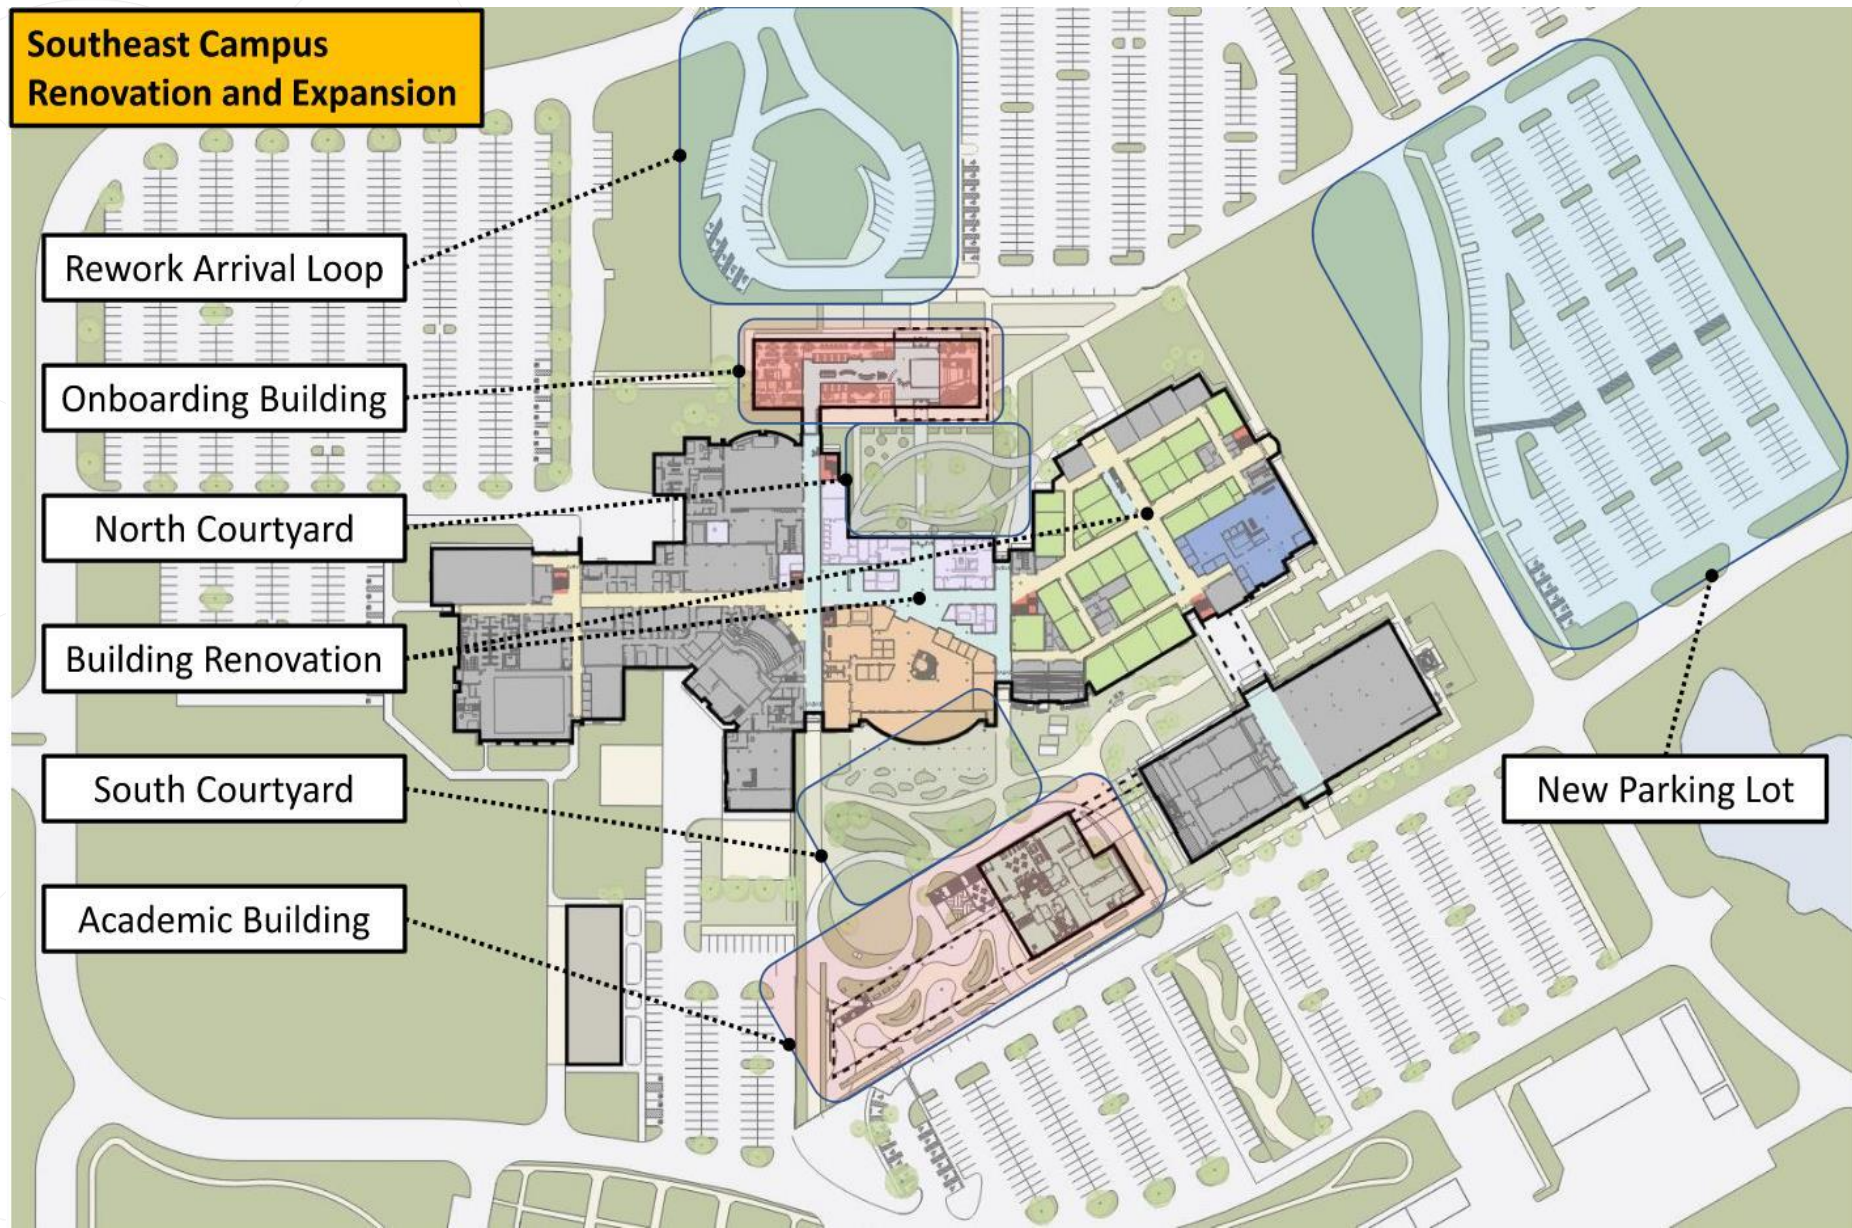 Southeast Campus
Renovation and Expansion
Rework Arrival Loop
Onboarding Building
North Courtyard
Building Renovation
South Courtyard
Academic Building
New Parking Lot